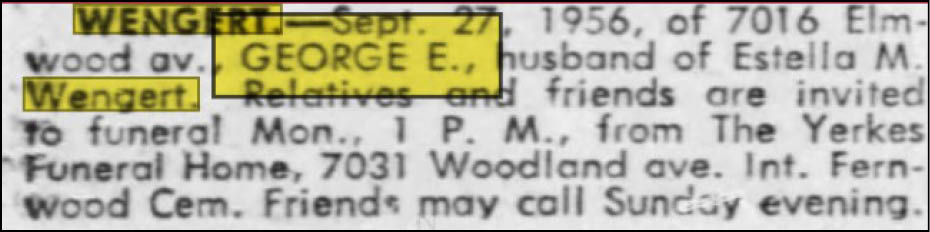 WENGERT.—Sept. 27, 1956, of 7016 Elm-
wood av., GEORGE E., husband of Estella M.
Wengert. Relatives and friends are invited
to funeral Mon., 1 P. M., from The Yerkes
Funeral Home, 7031 Woodland ave. Int. Fern-
wood Cem. Friends may call Sunday evening.